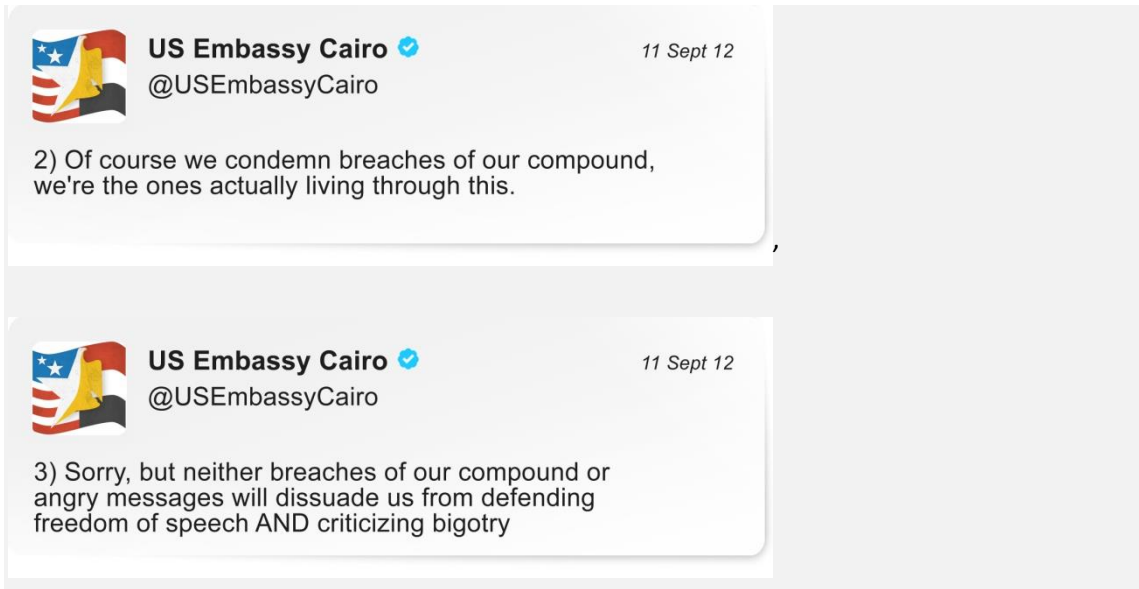 US Embassy Cairo
11 Sept 12
@USEmbassyCairo
2) Of course we condemn breaches of our compound,
we're the ones actually living through this.
,
US Embassy Cairo
11 Sept 12
@USEmbassyCairo
3) Sorry, but neither breaches of our compound or
angry messages will dissuade us from defending
freedom of speech AND criticizing bigotry